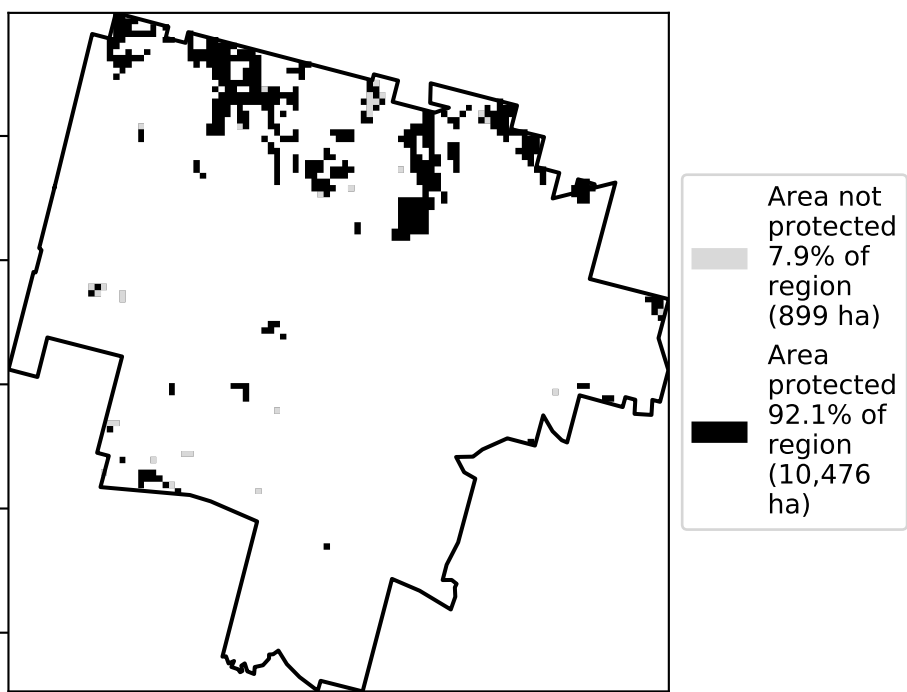 Area not
protected
7.9% of
region
(899 ha)
Area
protected
92.1% of
region
(10,476
ha)